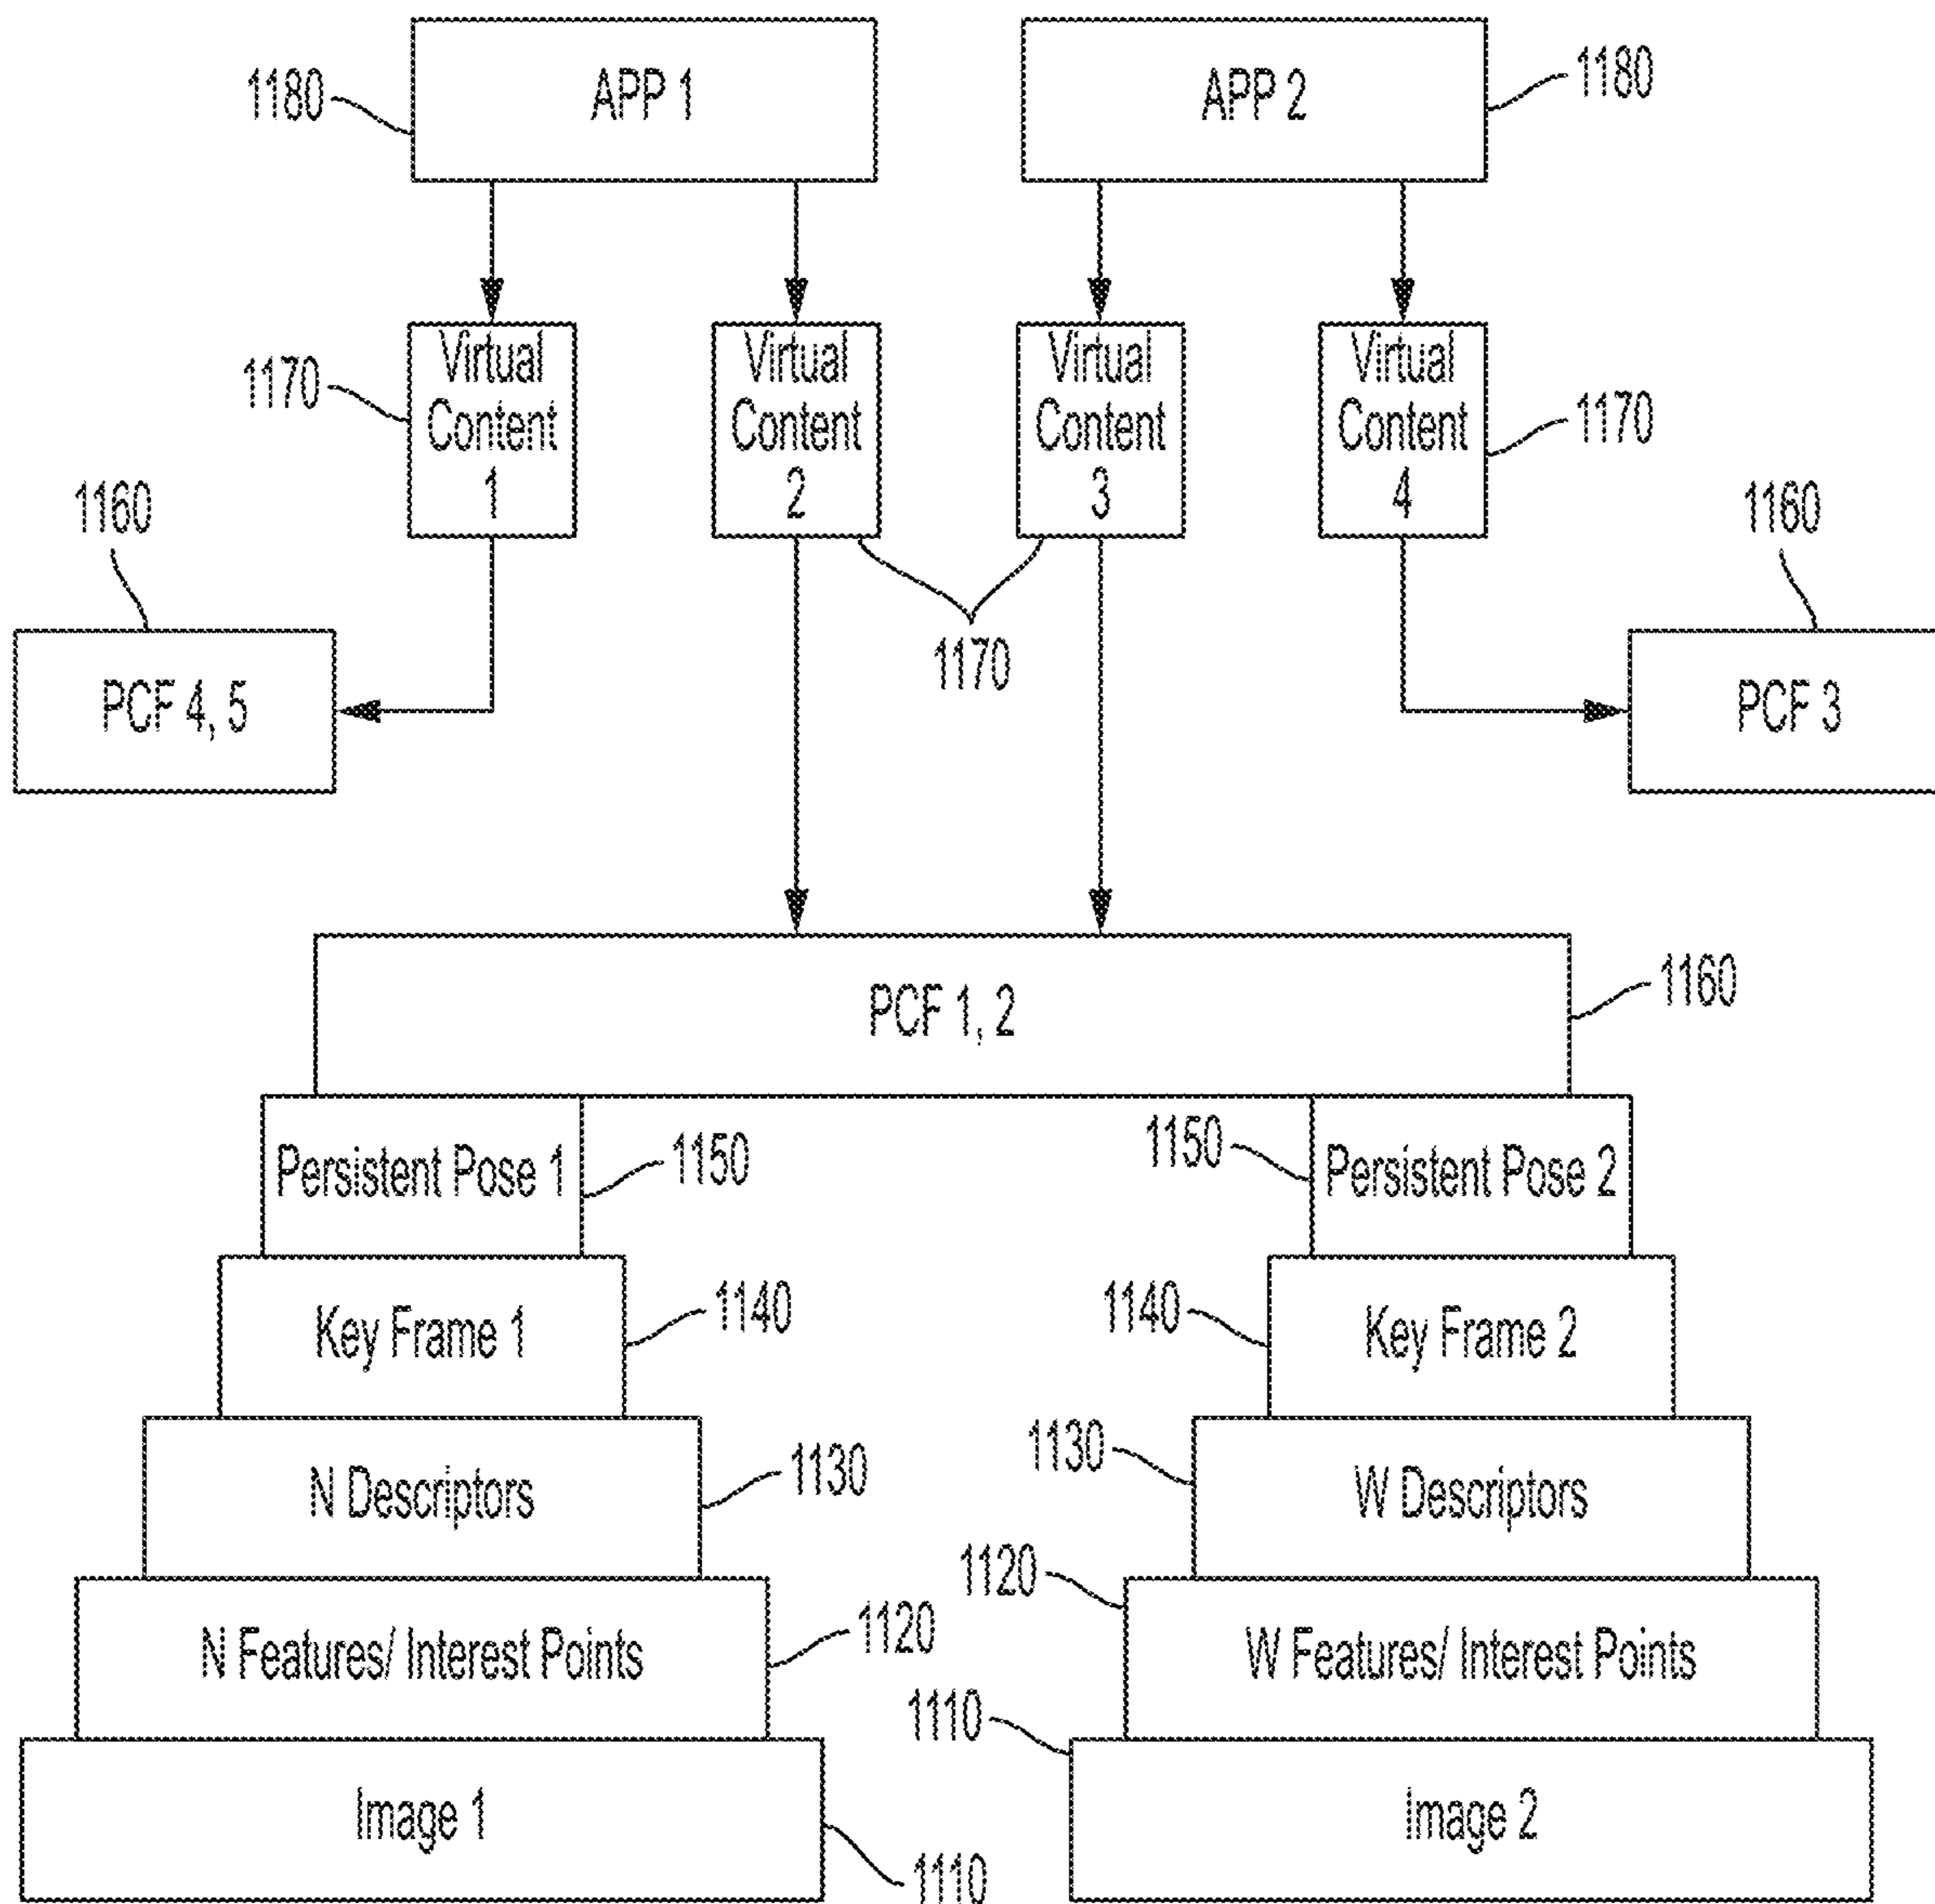 1180
APP 1
APP 2
1180
1170
Virtual
Content
1
Virtual
Content
2
Virtual
Content
3
Virtual
Content
4
1170
1160
1160
1170
PCF 4, 5
PCF 3
PCF 1, 2
1160
Persistent Pose 1
1150
1150
Persistent Pose 2
Key Frame 1
1140
1140
Key Frame 2
N Descriptors
1130
1130
W Descriptors
N Features/ Interest Points
1120
1120
W Features/ Interest Points
Image 1
1110
1110
Image 2